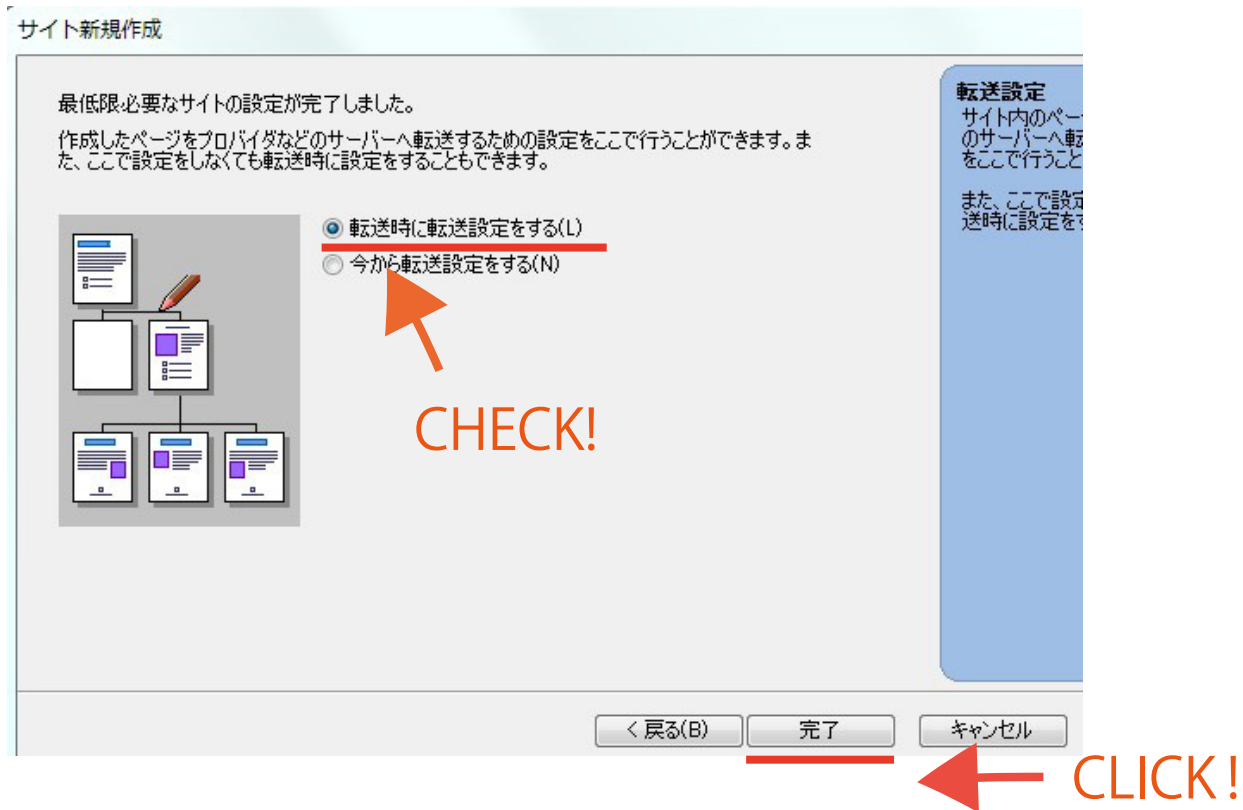 サイト新規作成
最低限必要なサイトの設定が完了しました。
作成したページをプロバイダなどのサーバーへ転送するための設定をここで行うことができます。ま
た、ここで設定をしなくても転送時に設定をすることもできます。
転送時に転送設定をする(L)
今から転送設定をする(N)
CHECK!
転送設定
サイト内のペー
のサーバーへ転
をここで行うこと
また、ここで設定
送時に設定をす
< 戻る(B)
完了
キャンセル
CLICK!